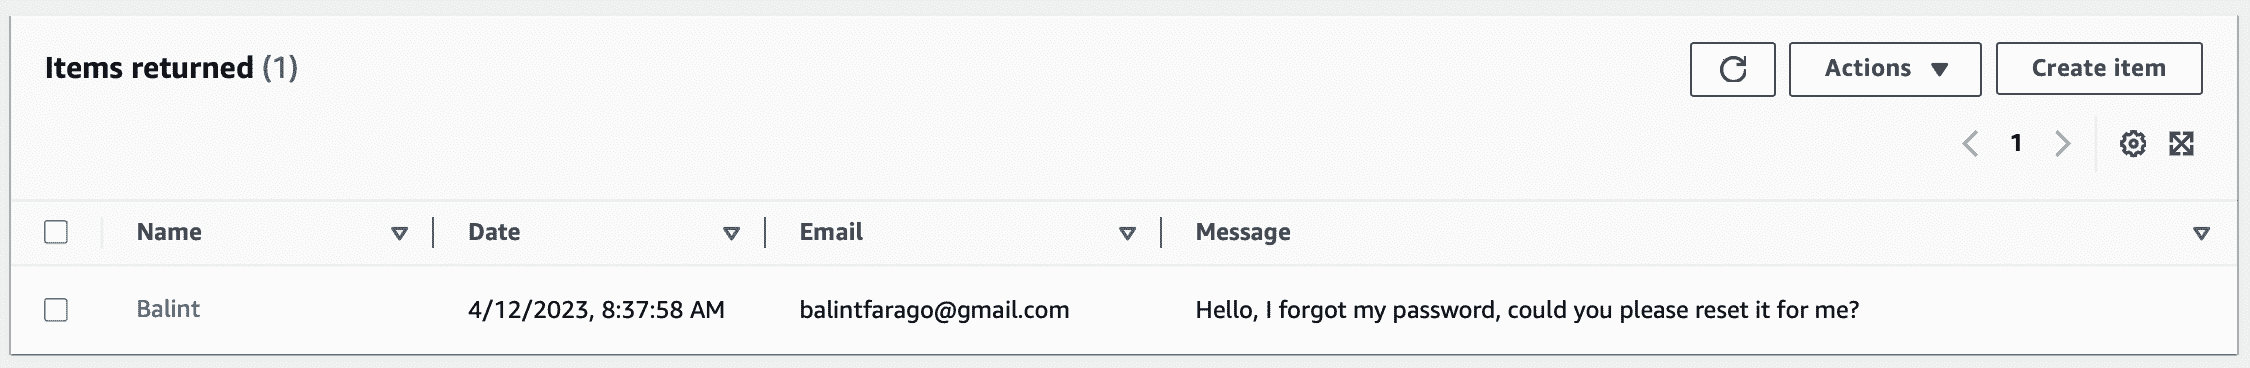 Items returned (1)
Actions
Create item
1
Name
Date
Email
Message
Balint
4/12/2023, 8:37:58 AM
balintfarago@gmail.com
Hello, I forgot my password, could you please reset it for me?